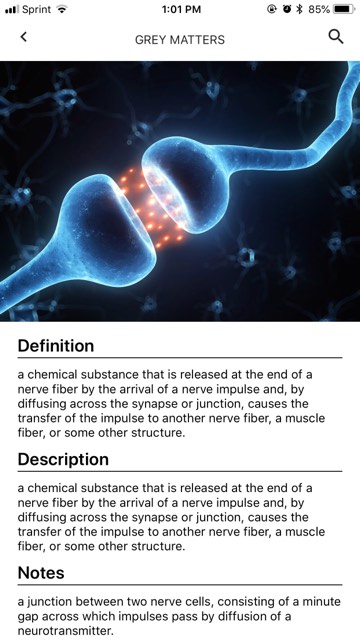 Sprint 1:01 PM 85%
GREY MATTERS
Definition
a chemical substance that is released at the end of a
nerve fiber by the arrival of a nerve impulse and, by
diffusing across the synapse or junction, causes the
transfer of the impulse to another nerve fiber, a muscle
fiber, or some other structure.
Description
a chemical substance that is released at the end of a
nerve fiber by the arrival of a nerve impulse and, by
diffusing across the synapse or junction, causes the
transfer of the impulse to another nerve fiber, a muscle
fiber, or some other structure.
Notes
a junction between two nerve cells, consisting of a minute
gap across which impulses pass by diffusion of a
neurotransmitter.